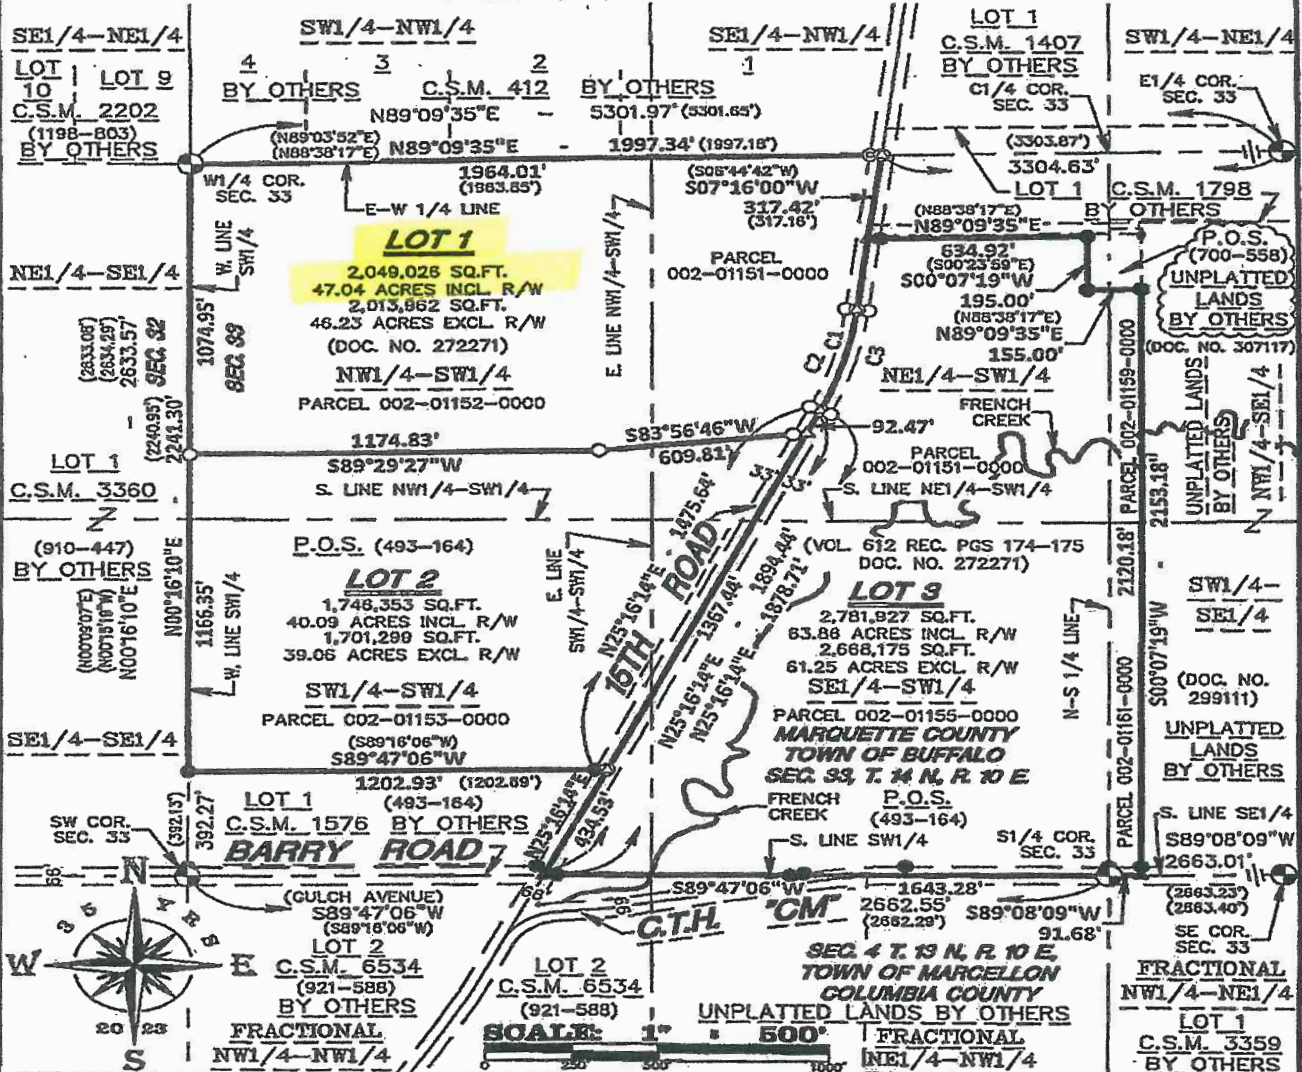 SE1/4-NE1/4
SW1/4-NW1/4
SE1/4-NW1/4
SW1/4-NE1/4
LOT 1
C.S.M. 1407
BY OTHERS
LOT 10
LOT 9
C.S.M. 2202
(1198-803)
BY OTHERS
4
3
2
1
BY OTHERS
C.S.M. 412
BY OTHERS
N89°09'35"E - 5301.97' (5301.65')
C1/4 COR.
SEC. 33
E1/4 COR.
SEC. 33
(N89°03'52"E)
(N88°38'17"E)
N89°09'35"E - 1997.34' (1997.18')
1964.01'
(1963.85')
(3303.87')
3304.63'
W1/4 COR.
SEC. 33
E-W 1/4 LINE
(S06°44'42"W)
S07°16'00"W
317.42'
(317.16')
LOT 1 C.S.M. 1798
BY OTHERS
(N88°38'17"E)
N89°09'35"E-
634.92'
(S00°23'59"E)
S00°07'19"W
195.00'
(N88°38'17"E)
N89°09'35"E
155.00'
P.O.S.
(700-558)
UNPLATTED
LANDS
BY OTHERS
(DOC. NO. 307117)
W. LINE
SW1/4
LOT 1
2,049,026 SQ.FT.
47.04 ACRES INCL. R/W
2,013,862 SQ.FT.
46.23 ACRES EXCL. R/W
(DOC. NO. 272271)
NW1/4-SW1/4
PARCEL 002-01152-0000
E. LINE NW1/4-SW1/4
PARCEL
002-01151-0000
NE1/4-SE1/4
(2633.08')
(2634.29')
2633.57'
SEC. 32
1074.95'
SEC. 33
(2240.95')
2241.30'
C2
C1
C3
NE1/4-SW1/4
FRENCH
CREEK
PARCEL 002-01159-0000
UNPLATTED LANDS
BY OTHERS
NW1/4-SE1/4
1174.83'
S89°29'27"W
S83°56'46"W
609.81'
92.47'
PARCEL
002-01151-0000
LOT 1
C.S.M. 3360
(910-447)
BY OTHERS
S. LINE NW1/4-SW1/4
33'
33'
S. LINE NE1/4-SW1/4
2153.18'
2120.18'
P.O.S. (493-164)
LOT 2
1,746,353 SQ.FT.
40.09 ACRES INCL. R/W
1,701,299 SQ.FT.
39.06 ACRES EXCL. R/W
SW1/4-SW1/4
PARCEL 002-01153-0000
N00°16'10"E
(N00°09'07"E)
N00°16'10"E
1166.35'
W. LINE SW1/4
E. LINE
SW1/4-SW1/4
N25°16'14"E - 1475.64'
16TH ROAD
1367.44'
1894.44'
N25°16'14"E
N25°16'14"E 1878.71'
(VOL. 612 REC. PGS 174-175
DOC. NO. 272271)
LOT 3
2,781,927 SQ.FT.
63.86 ACRES INCL. R/W
2,668,175 SQ.FT.
61.25 ACRES EXCL. R/W
SE1/4-SW1/4
PARCEL 002-01155-0000
MARQUETTE COUNTY
TOWN OF BUFFALO
SEC. 33, T. 14 N, R. 10 E
N-S 1/4 LINE
PARCEL 002-01161-0000
S00°07'19"W
SW1/4-
SE1/4
(DOC. NO.
299111)
UNPLATTED
LANDS
BY OTHERS
SE1/4-SE1/4
(S89°16'06"W)
S89°47'06"W
1202.93' (1202.69')
(493-164)
LOT 1
C.S.M. 1576 BY OTHERS
BARRY ROAD
SW COR.
SEC. 33
(392.13')
392.27'
N25°16'14"E
434.53'
FRENCH
CREEK
P.O.S.
(493-164)
S. LINE SW1/4
S1/4 COR.
SEC. 33
S. LINE SE1/4
S89°08'09"W
2663.01'
(2663.23')
(2663.40')
66'
66'
66
(GULCH AVENUE)
S89°47'06"W
(S89°16'06"W)
S89°47'06"W
1643.28'
2662.55'
(2662.29')
S89°08'09"W
91.68'
C.T.H. "CM"
SE COR.
SEC. 33
N
W
E
S
YEARS
20 23
LOT 2
C.S.M. 6534
(921-588)
BY OTHERS
FRACTIONAL
NW1/4-NW1/4
LOT 2
C.S.M. 6534
(921-588)
SEC. 4 T. 13 N, R. 10 E,
TOWN OF MARCELLON
COLUMBIA COUNTY
UNPLATTED LANDS BY OTHERS
FRACTIONAL
NE1/4-NW1/4
FRACTIONAL
NW1/4-NE1/4
LOT 1
C.S.M. 3359
BY OTHERS
SCALE: 1" = 500'
0 250' 500' 1000'